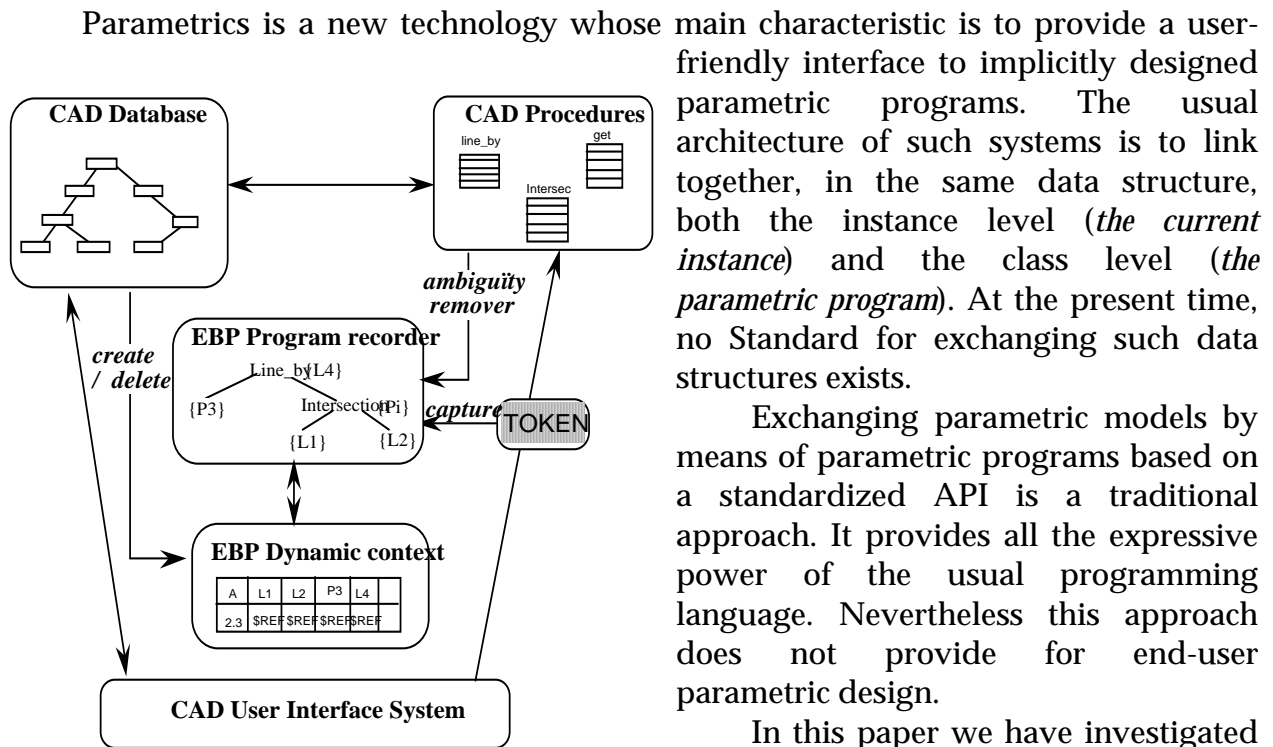 Parametrics is a new technology whose main characteristic is to provide a user-
friendly interface to implicitly designed
parametric programs. The usual
architecture of such systems is to link
together, in the same data structure,
both the instance level (the current
instance) and the class level (the
parametric program). At the present time,
no Standard for exchanging such data
structures exists.
Exchanging parametric models by
means of parametric programs based on
a standardized API is a traditional
approach. It provides all the expressive
power of the usual programming
language. Nevertheless this approach
does not provide for end-user
parametric design.
In this paper we have investigated
CAD Database
CAD Procedures
line_by
get
Intersec
ambiguïty
remover
create
/ delete
EBP Program recorder
Line_by{L4}
{P3}
Intersection{Pi}
{L1}
{L2}
capture
TOKEN
EBP Dynamic context
A L1 L2 P3 L4
2.3 $REF $REF $REF $REF
CAD User Interface System